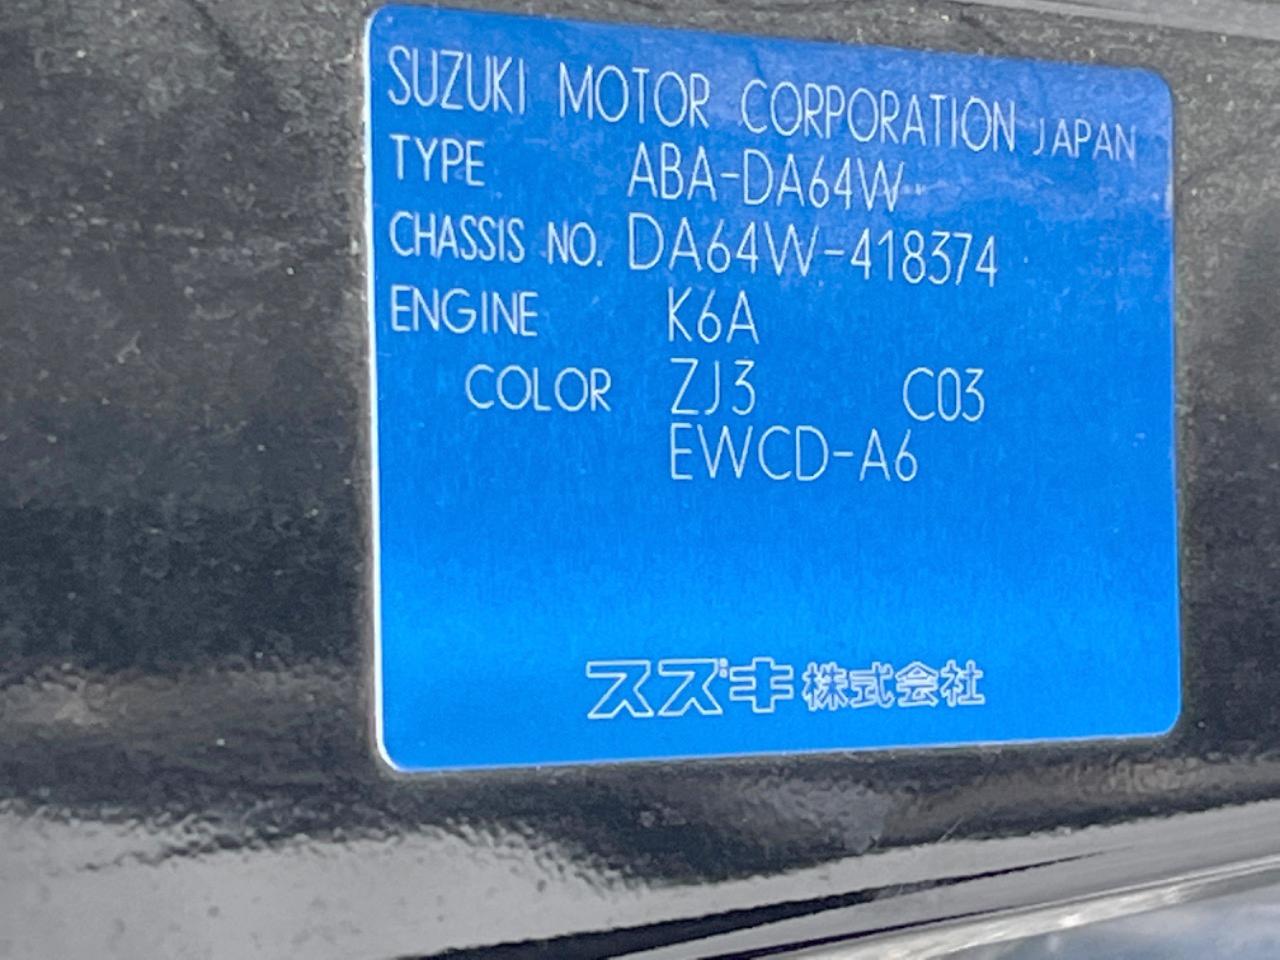 SUZUKI MOTOR CORPORATION JAPAN
TYPE ABA-DA64W
CHASSIS NO. DA64W-418374
ENGINE K6A
COLOR ZJ3 C03
EWCD-A6
スズキ株式会社